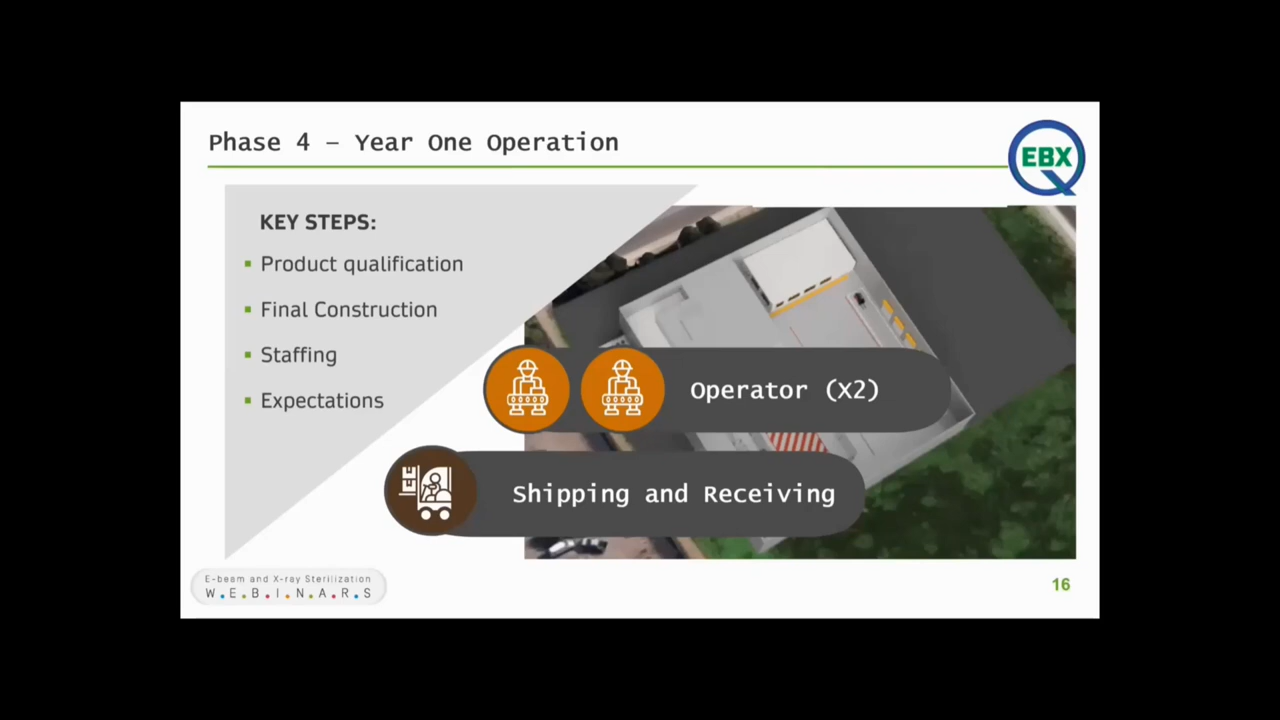 Phase 4 – Year One Operation
EBX
KEY STEPS:
▪ Product qualification
▪ Final Construction
▪ Staffing
▪ Expectations
Operator (X2)
Shipping and Receiving
E-beam and X-ray Sterilization
W.E.B.I.N.A.R.S
16